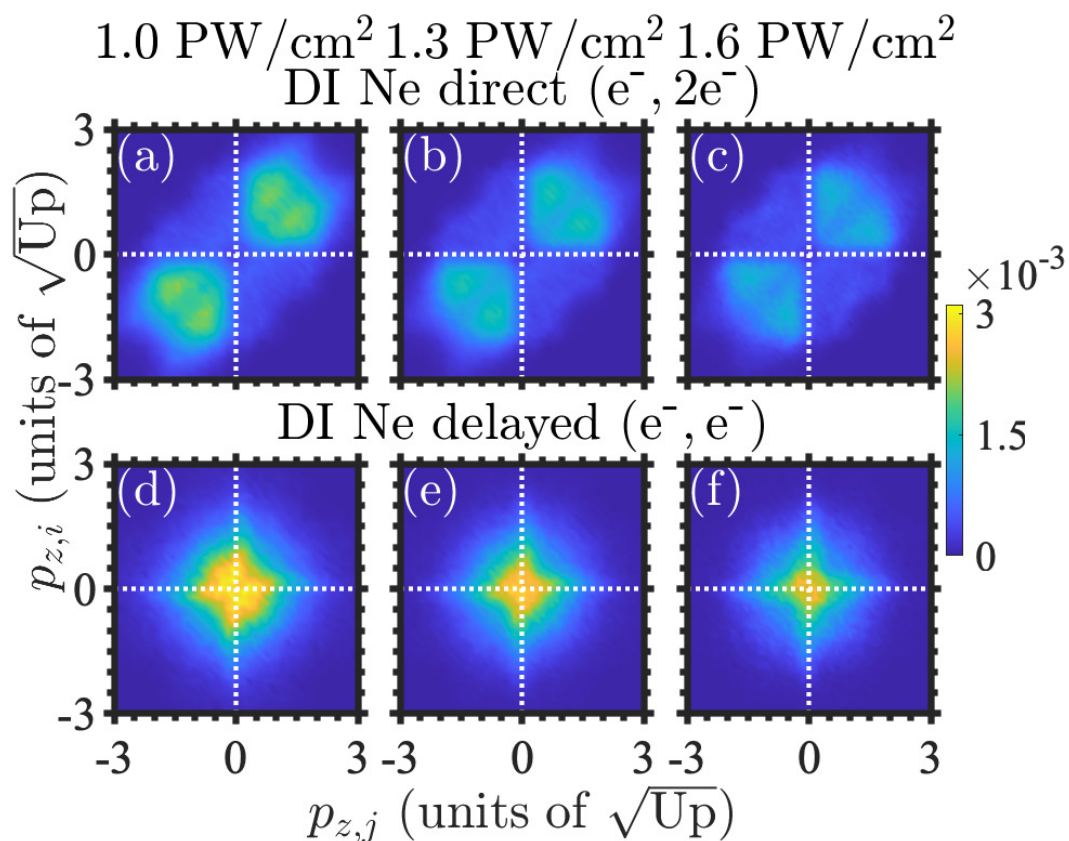 1.0 PW/cm² 1.3 PW/cm² 1.6 PW/cm²
DI Ne direct (e⁻, 2e⁻)
3
(a) (b) (c)
0
-3
×10⁻³
3
1.5
0
DI Ne delayed (e⁻, e⁻)
3
(d) (e) (f)
0
-3
-3 0 3 -3 0 3 -3 0 3
p_{z,i} (units of √Up)
p_{z,j} (units of √Up)